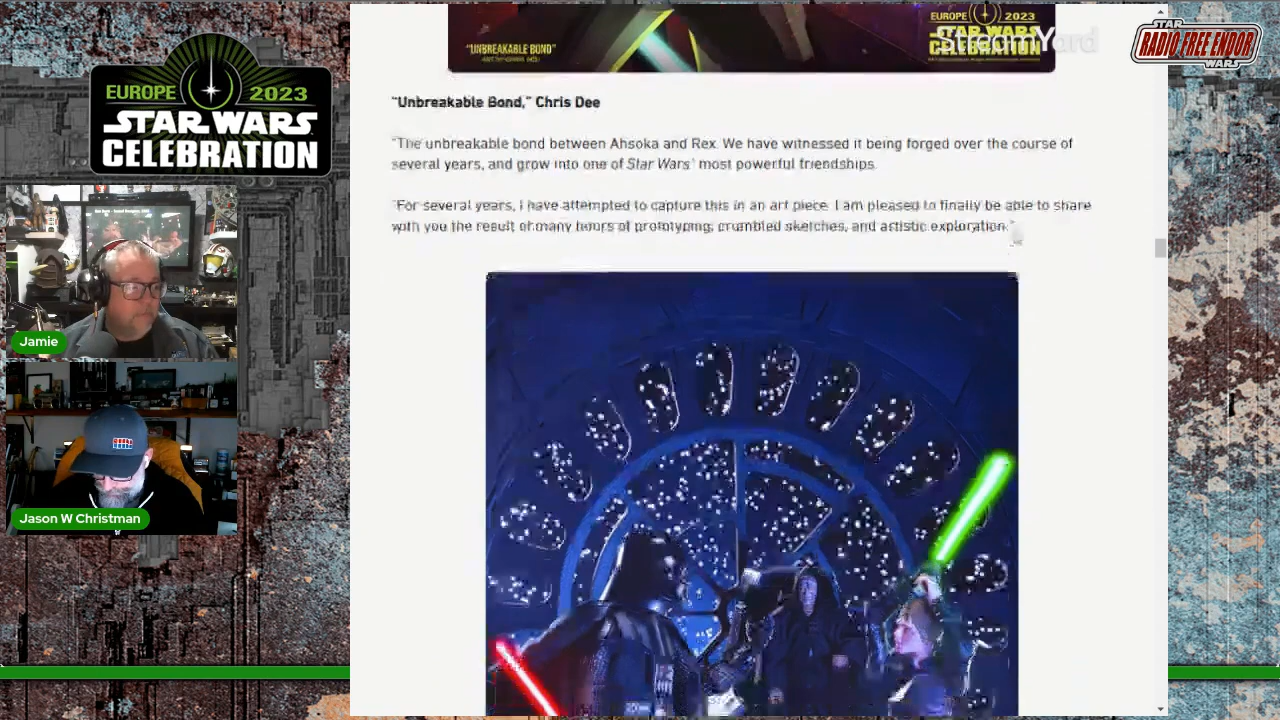 EUROPE 2023
STAR WARS
CELEBRATION
"UNBREAKABLE BOND"
EUROPE 2023
STAR WARS
CELEBRATION
StreamYard
STAR
RADIO FREE ENDOR
WARS
"Unbreakable Bond," Chris Dee
"The unbreakable bond between Ahsoka and Rex. We have witnessed it being forged over the course of
several years, and grow into one of Star Wars' most powerful friendships.
"For several years, I have attempted to capture this in an art piece. I am pleased to finally be able to share
with you the result of many hours of prototyping, crumbled sketches, and artistic exploration."
Jamie
Jason W Christman